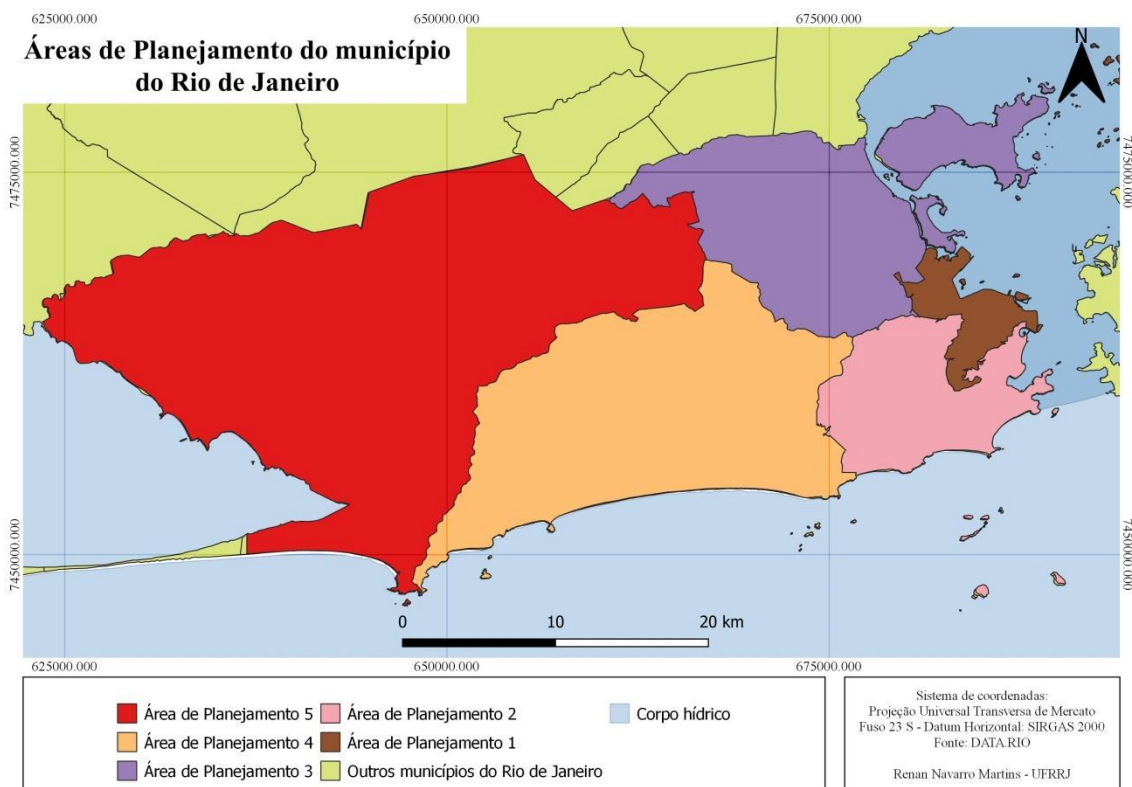 625000.000
650000.000
675000.000
Áreas de Planejamento do município
do Rio de Janeiro
N
7475000.000
7475000.000
7450000.000
7450000.000
0
10
20 km
625000.000
650000.000
675000.000
Área de Planejamento 5
Área de Planejamento 2
Corpo hídrico
Área de Planejamento 4
Área de Planejamento 1
Área de Planejamento 3
Outros municípios do Rio de Janeiro
Sistema de coordenadas:
Projeção Universal Transversa de Mercato
Fuso 23 S - Datum Horizontal: SIRGAS 2000
Fonte: DATA.RIO
Renan Navarro Martins - UFRRJ